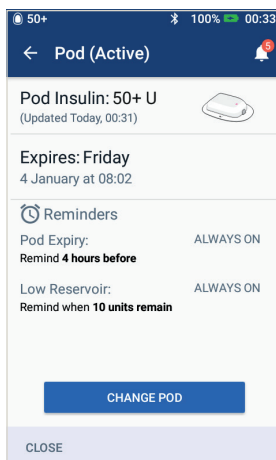 50+ 100% 00:33
Pod (Active) 5
Pod Insulin: 50+ U
(Updated Today, 00:31)
Expires: Friday
4 January at 08:02
Reminders
Pod Expiry: ALWAYS ON
Remind 4 hours before
Low Reservoir: ALWAYS ON
Remind when 10 units remain
CHANGE POD
CLOSE